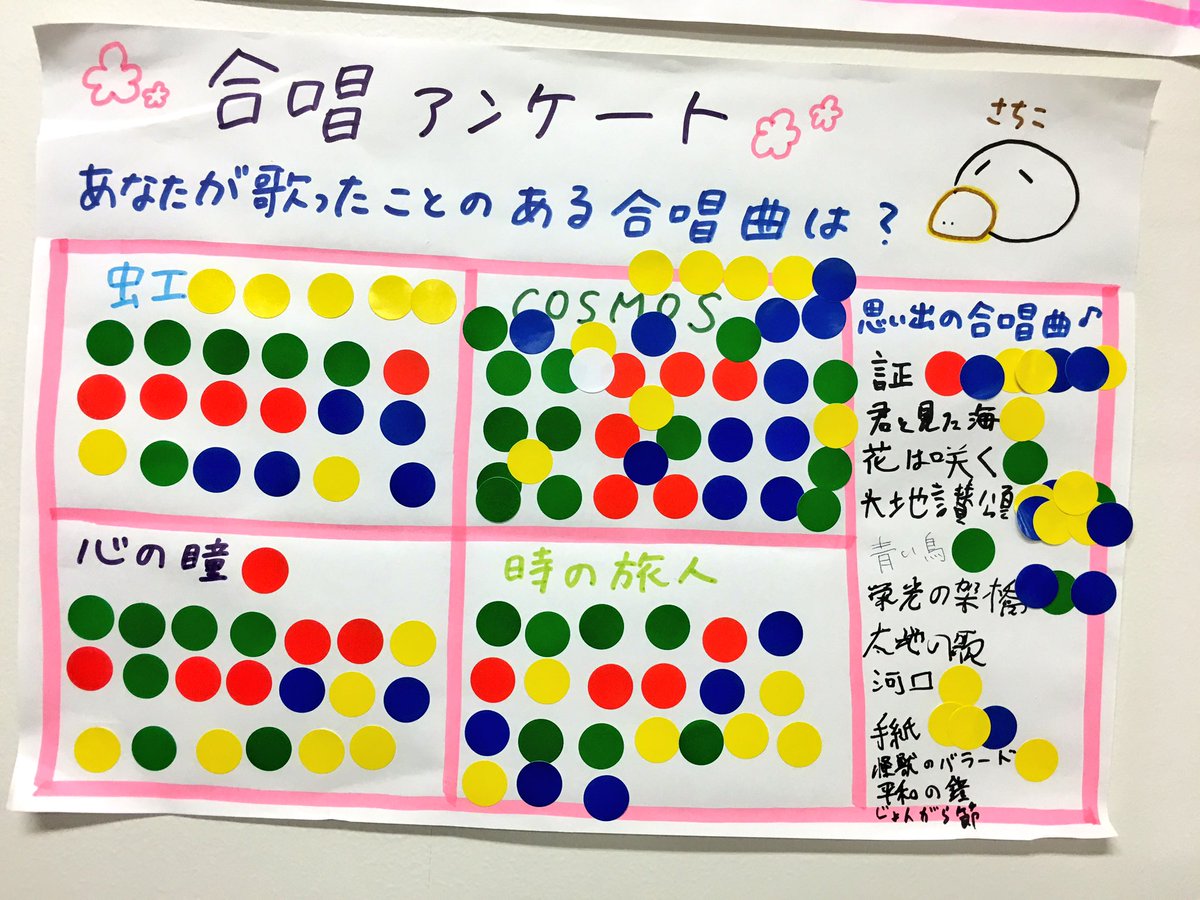 合唱アンケート
さちこ
あなたが歌ったことのある合唱曲は?
虹
COSMOS
心の瞳
時の旅人
思い出の合唱曲♪
証
君と見た海
花は咲く
大地讃頌
青い鳥
栄光の架橋
大地の歌
河口
手紙
怪獣のバラード
平和の鐘
じょんがら節